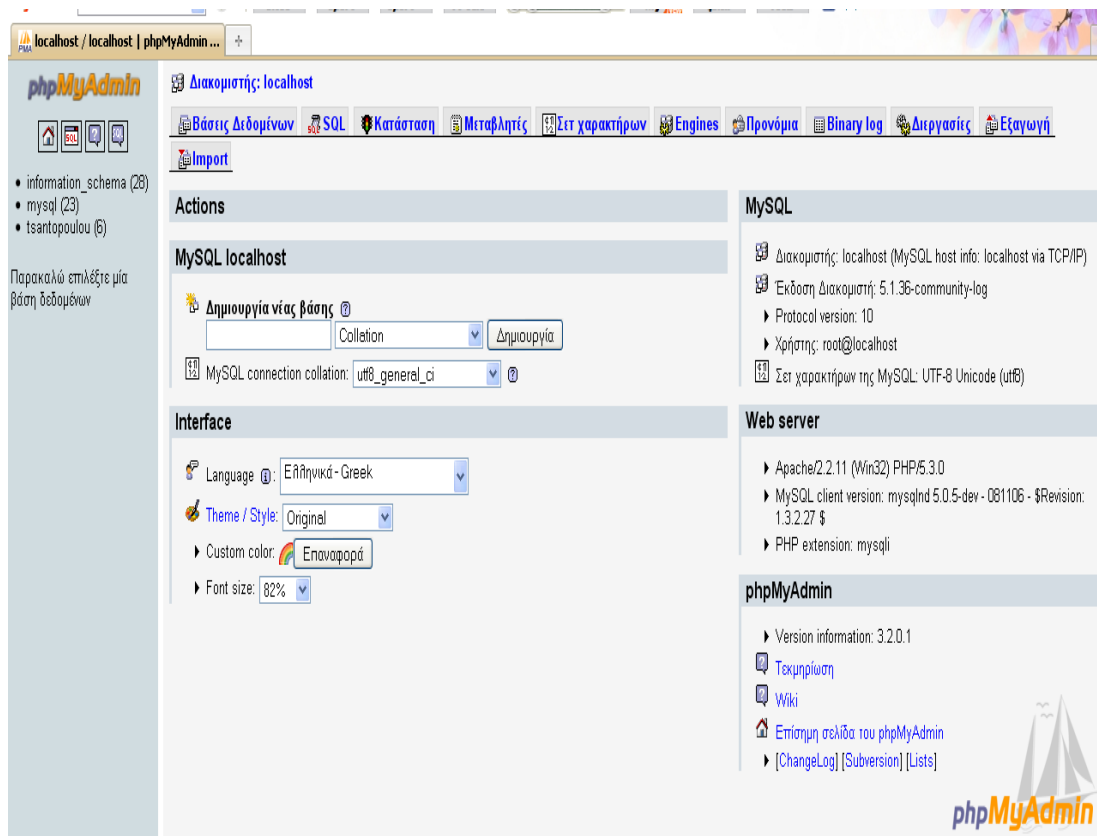 localhost / localhost | phpMyAdmin ...
phpMyAdmin
information_schema (28)
mysql (23)
tsantopoulou (6)
Παρακαλώ επιλέξτε μία
βάση δεδομένων
Διακομιστής: localhost
Βάσεις Δεδομένων SQL Κατάσταση Μεταβλητές Σετ χαρακτήρων Engines Προνόμια Binary log Διεργασίες Εξαγωγή
Import
Actions
MySQL localhost
Δημιουργία νέας βάσης
Collation Δημιουργία
MySQL connection collation: utf8_general_ci
Interface
Language : Ελληνικά - Greek
Theme / Style: Original
Custom color: Επαναφορά
Font size: 82%
MySQL
Διακομιστής: localhost (MySQL host info: localhost via TCP/IP)
Έκδοση Διακομιστή: 5.1.36-community-log
Protocol version: 10
Χρήστης: root@localhost
Σετ χαρακτήρων της MySQL: UTF-8 Unicode (utf8)
Web server
Apache/2.2.11 (Win32) PHP/5.3.0
MySQL client version: mysqlnd 5.0.5-dev - 081106 - $Revision:
1.3.2.27 $
PHP extension: mysqli
phpMyAdmin
Version information: 3.2.0.1
Τεκμηρίωση
Wiki
Επίσημη σελίδα του phpMyAdmin
[ChangeLog] [Subversion] [Lists]
phpMyAdmin